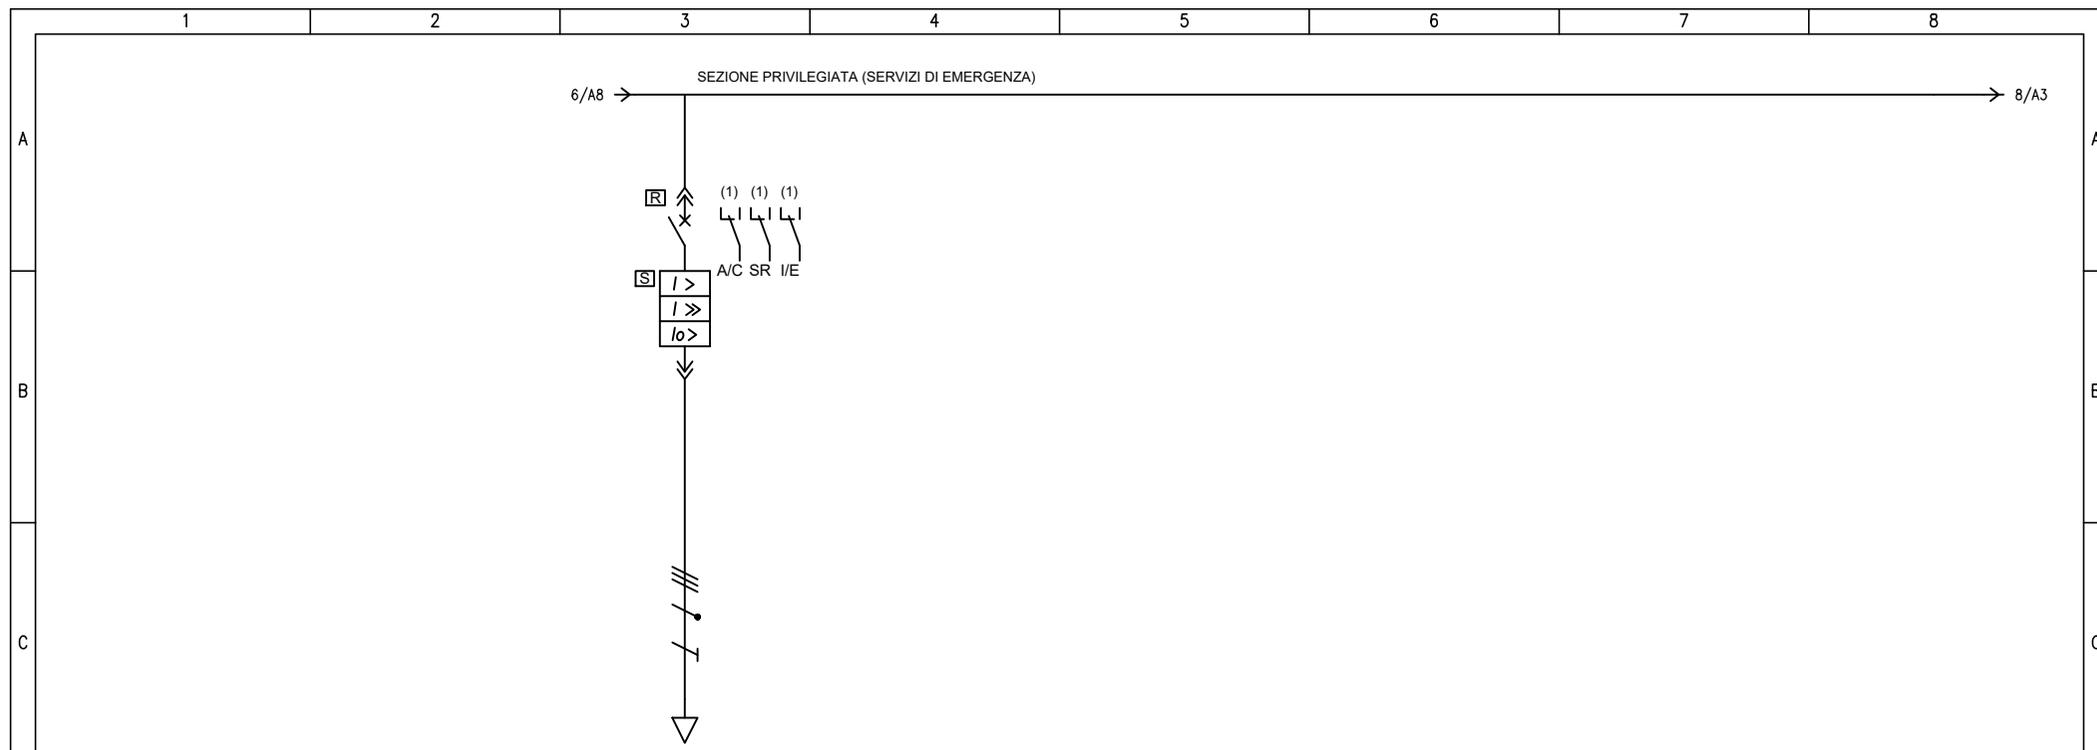 1 2 3 4 5 6 7 8
SEZIONE PRIVILEGIATA (SERVIZI DI EMERGENZA)
6/A8 8/A3
A A
R (1) (1) (1)
A/C SR I/E
S I >
I >>
Io >
B B
C C